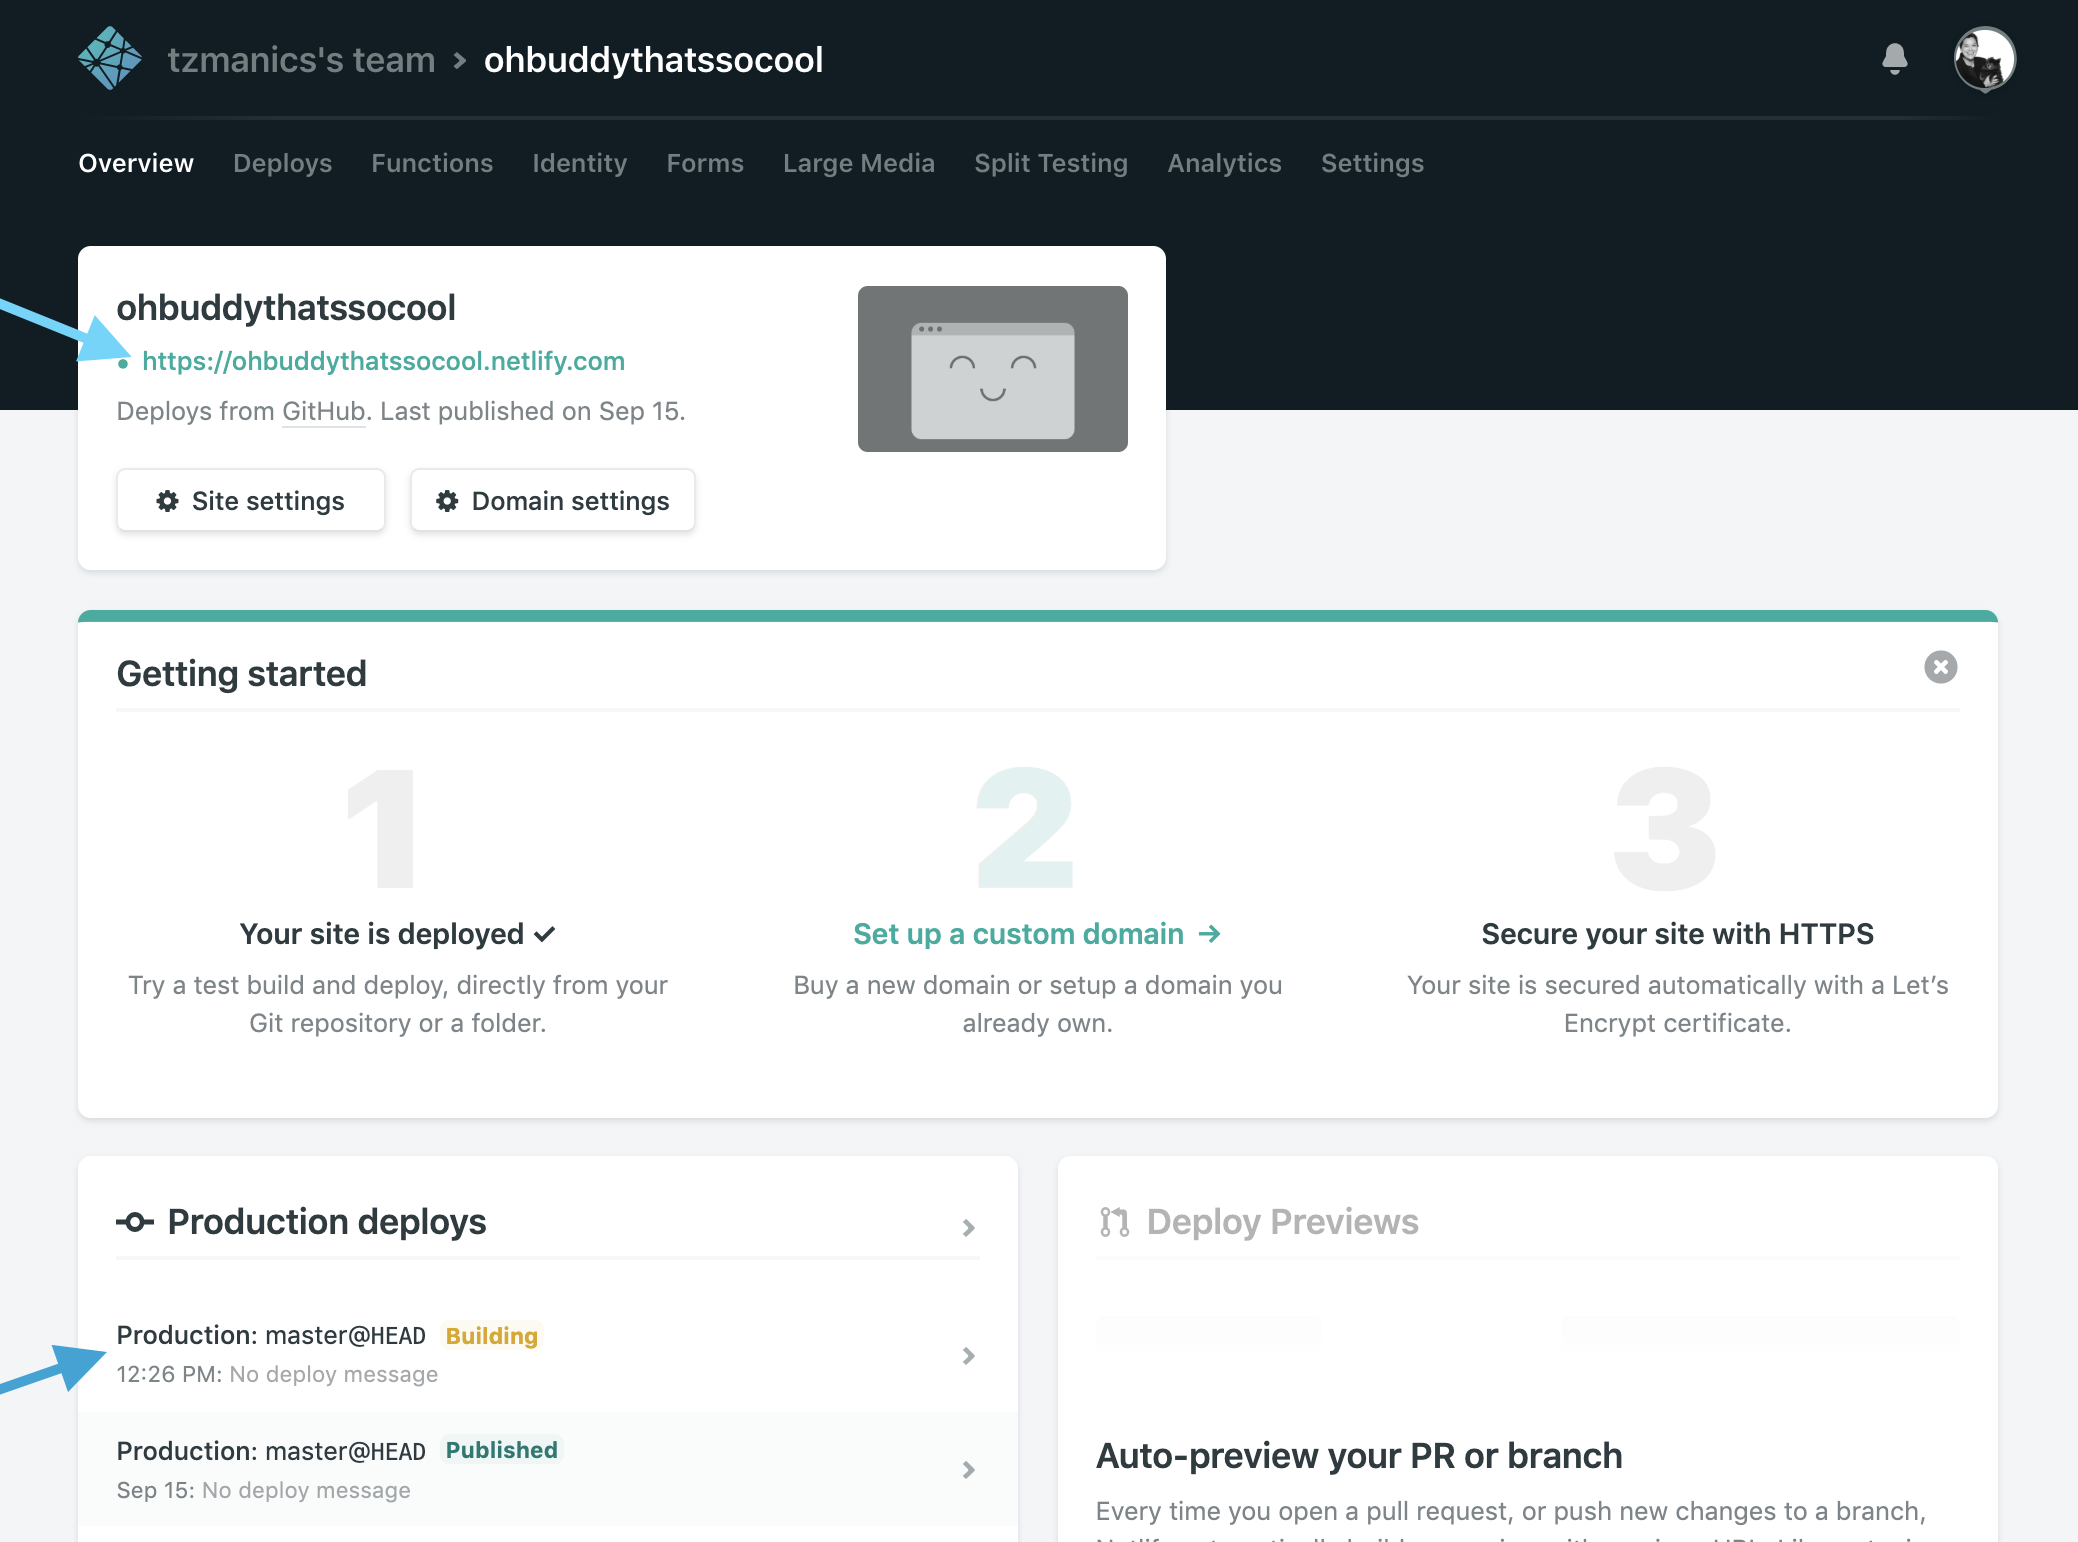 tzmanics's team > ohbuddythatssocool
Overview Deploys Functions Identity Forms Large Media Split Testing Analytics Settings
ohbuddythatssocool
https://ohbuddythatssocool.netlify.com
Deploys from GitHub. Last published on Sep 15.
Site settings Domain settings
Getting started
1
Your site is deployed ✓
Try a test build and deploy, directly from your
Git repository or a folder.
2
Set up a custom domain →
Buy a new domain or setup a domain you
already own.
3
Secure your site with HTTPS
Your site is secured automatically with a Let’s
Encrypt certificate.
Production deploys
Production: master@HEAD Building
12:26 PM: No deploy message
Production: master@HEAD Published
Sep 15: No deploy message
Deploy Previews
Auto-preview your PR or branch
Every time you open a pull request, or push new changes to a branch,